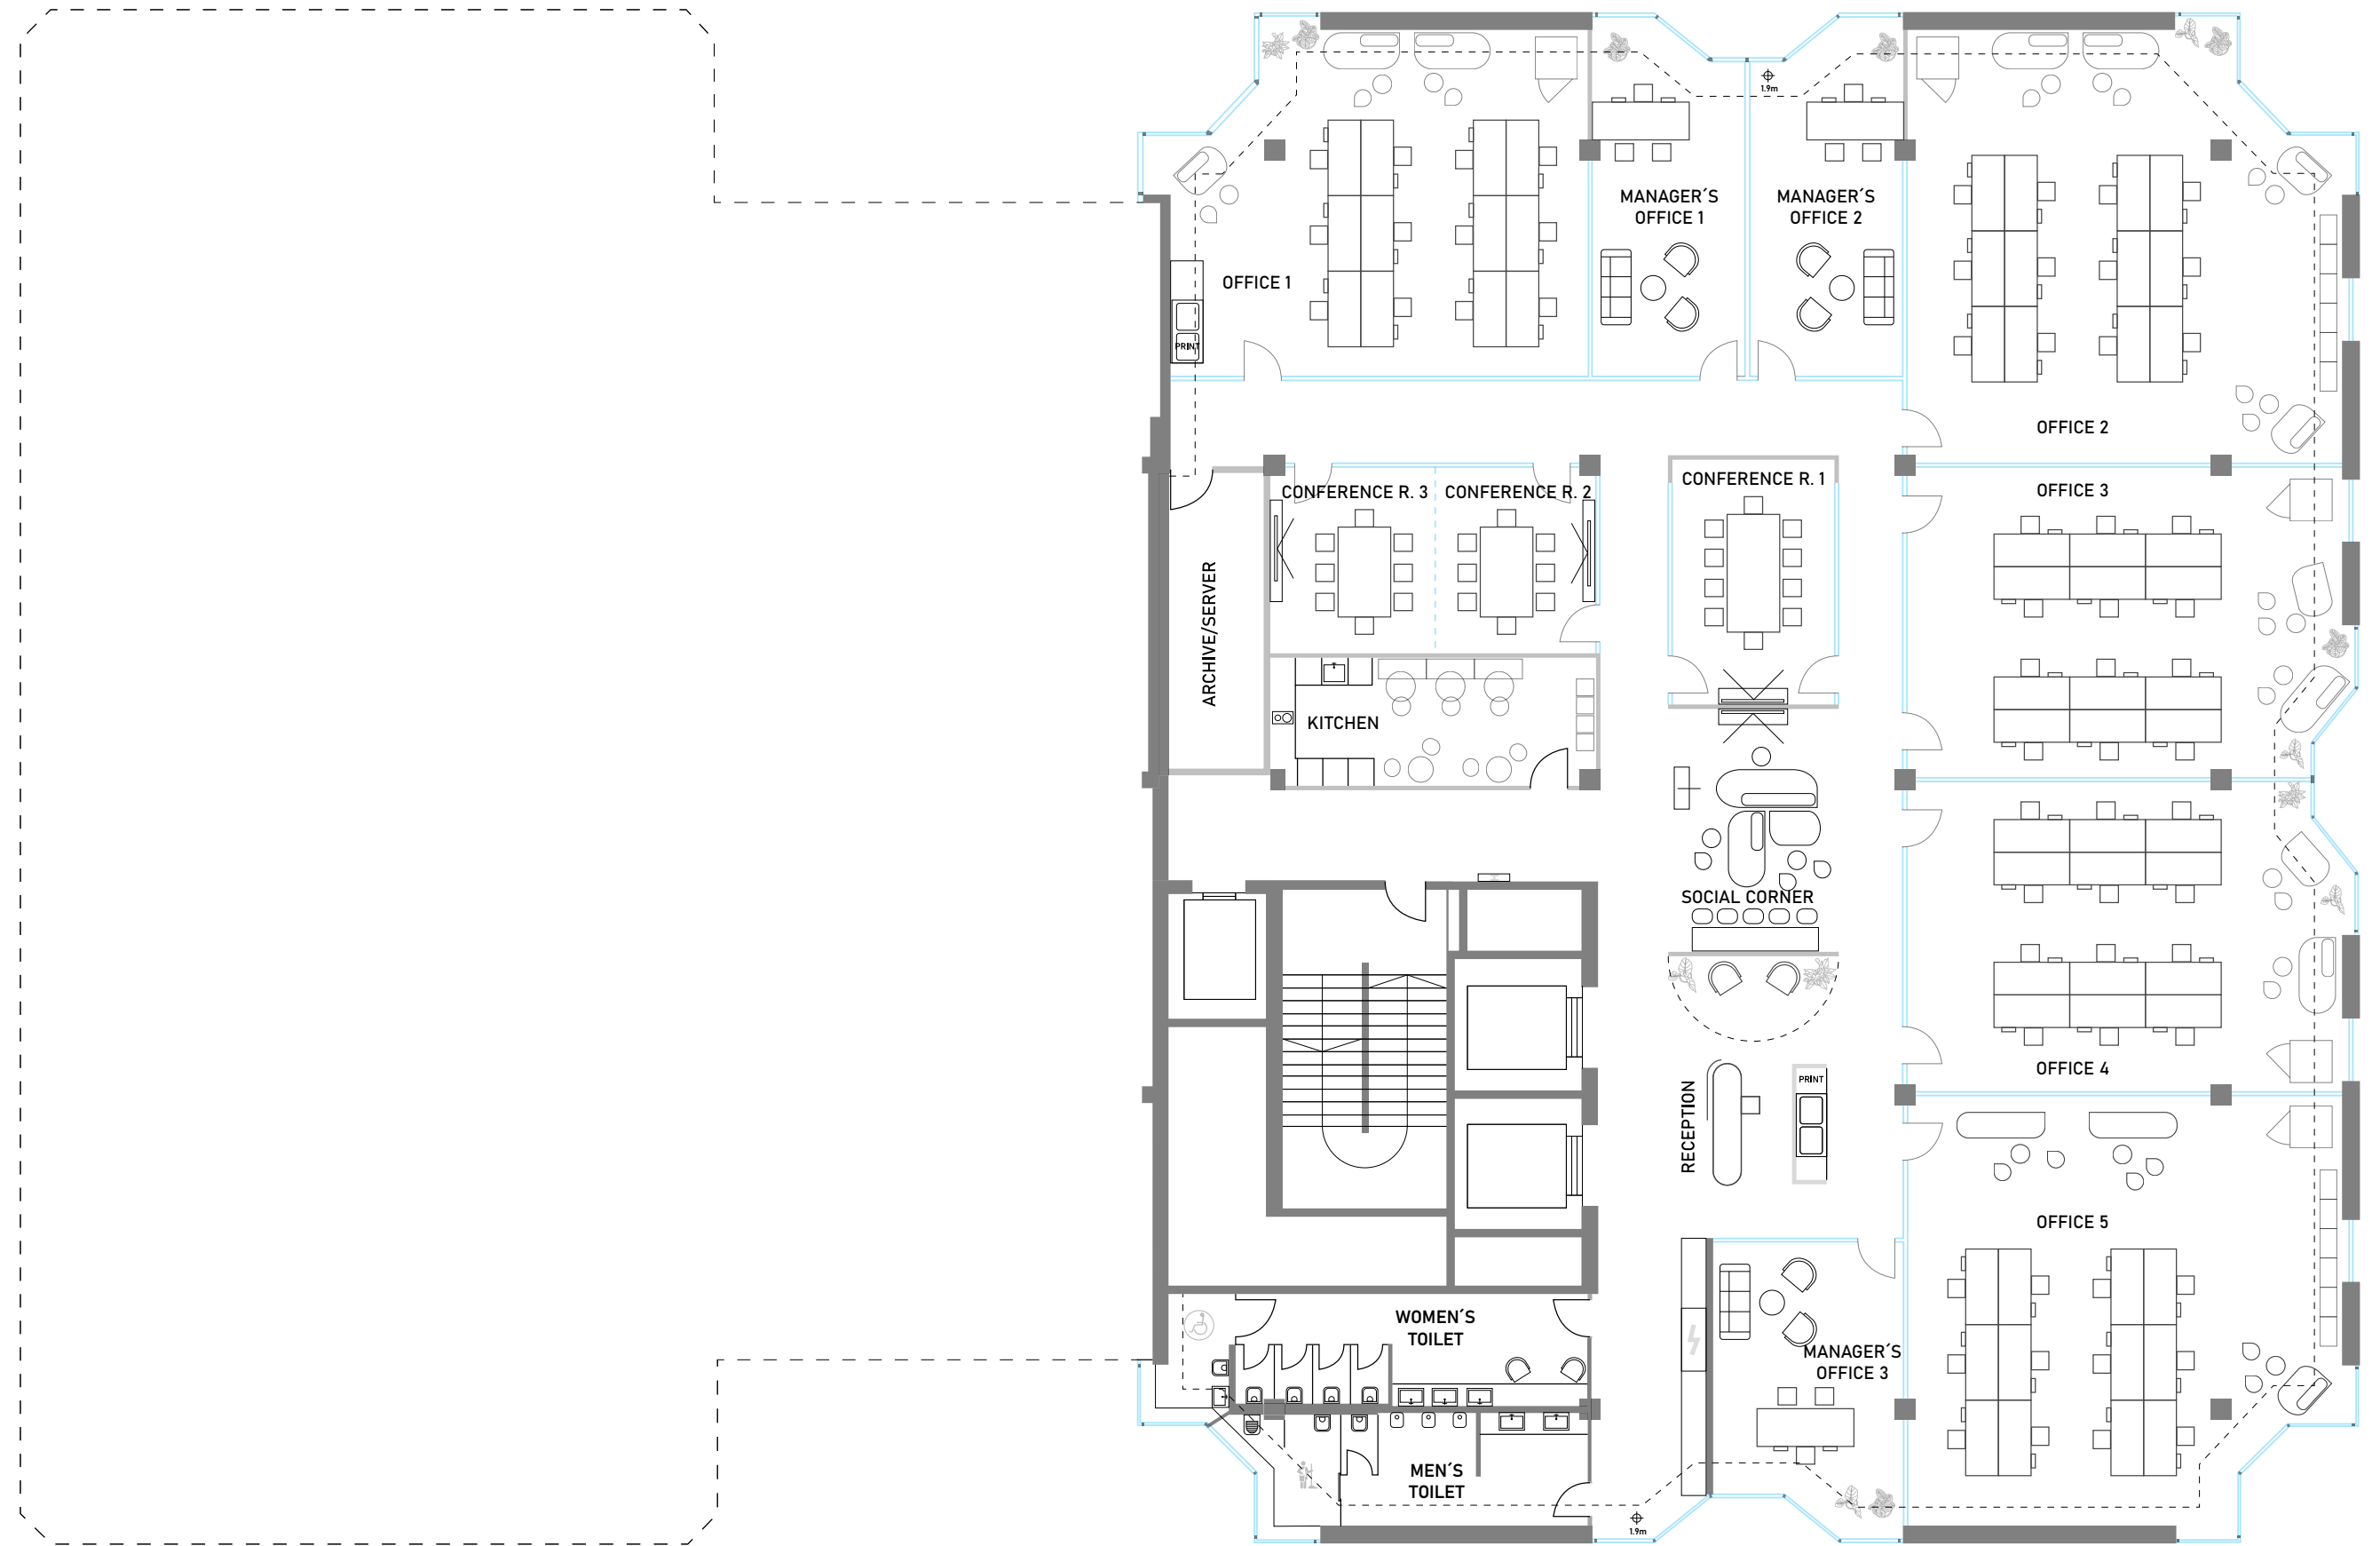 1.9m
MANAGER´S
OFFICE 1
MANAGER´S
OFFICE 2
OFFICE 1
PRINT
OFFICE 2
CONFERENCE R. 3
CONFERENCE R. 2
CONFERENCE R. 1
OFFICE 3
ARCHIVE/SERVER
KITCHEN
SOCIAL CORNER
OFFICE 4
PRINT
RECEPTION
OFFICE 5
WOMEN´S
TOILET
MANAGER´S
OFFICE 3
MEN´S
TOILET
1.9m